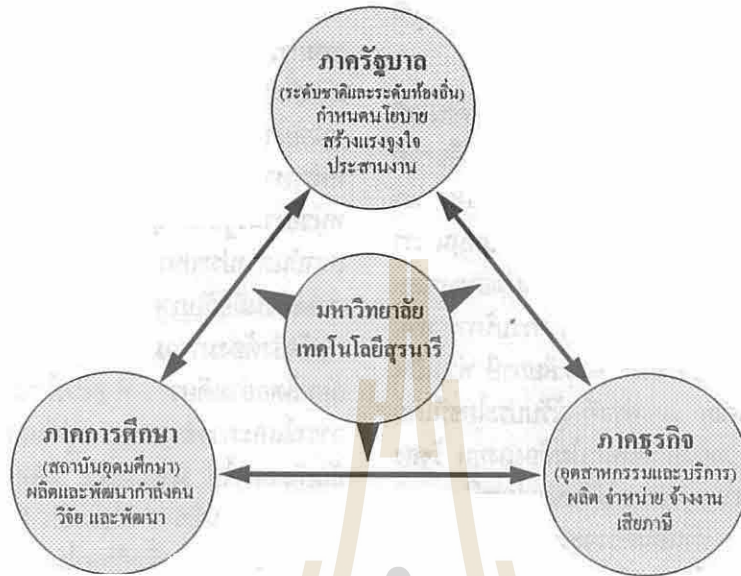 ภาครัฐบาล
(ระดับชาติและระดับท้องถิ่น)
กำหนดนโยบาย
สร้างแรงจูงใจ
ประสานงาน
มหาวิทยาลัย
เทคโนโลยีสุรนารี
ภาคการศึกษา
(สถาบันอุดมศึกษา)
ผลิตและพัฒนากำลังคน
วิจัย และพัฒนา
ภาคธุรกิจ
(อุตสาหกรรมและบริการ)
ผลิต จำหน่าย จ้างงาน
เสียภาษี